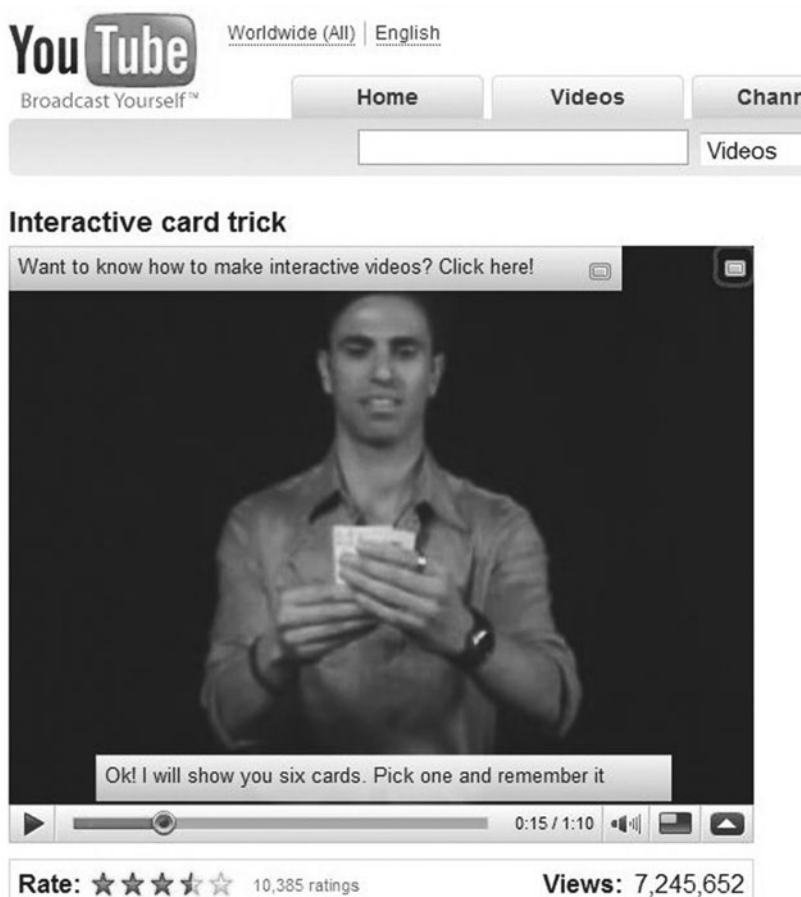 YouTube
Worldwide (All) | English
Broadcast Yourself™
Home Videos Chann
Videos
Interactive card trick
Want to know how to make interactive videos? Click here!
Ok! I will show you six cards. Pick one and remember it
0:15 / 1:10
Rate: 10,385 ratings Views: 7,245,652